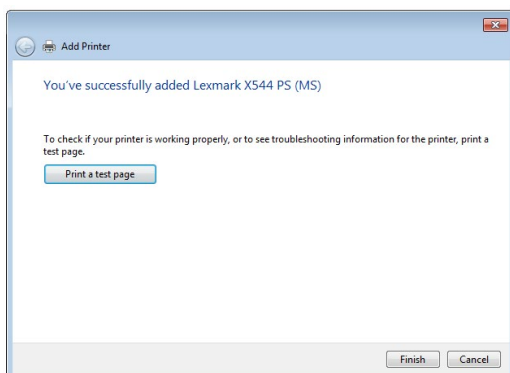 Add Printer
You've successfully added Lexmark X544 PS (MS)
To check if your printer is working properly, or to see troubleshooting information for the printer, print a
test page.
Print a test page
Finish Cancel